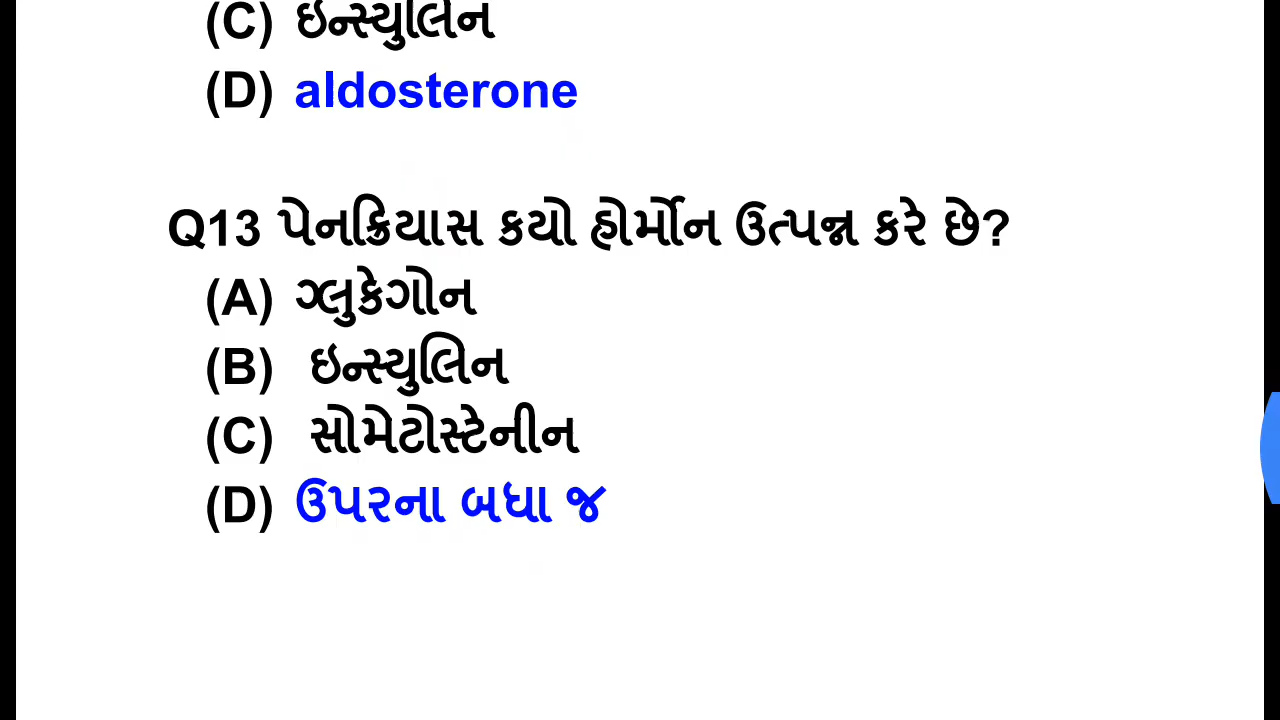 (C) ઇન્સ્યુલિન
(D) aldosterone
Q13 પેનક્રિયાસ કયો હોર્મોન ઉત્પન્ન કરે છે?
(A) ગ્લુકેગોન
(B) ઇન્સ્યુલિન
(C) સોમેટોસ્ટેનીન
(D) ઉપરના બધા જ